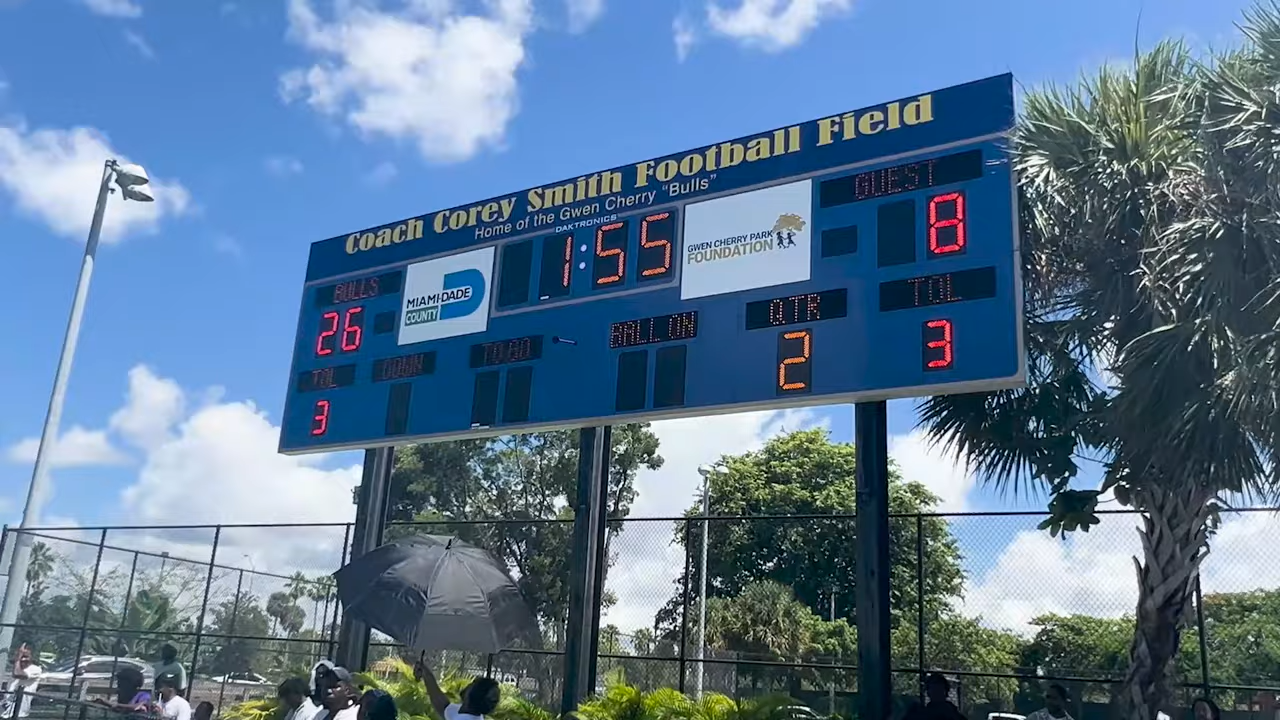 Coach Corey Smith Football Field
Home of the Gwen Cherry "Bulls"
DAKTRONICS
BULLS
26
TOL
3
MIAMI-DADE
COUNTY
1:55
GWEN CHERRY PARK
FOUNDATION
GUEST
8
TOL
3
DOWN
TO GO
BALL ON
QTR
2